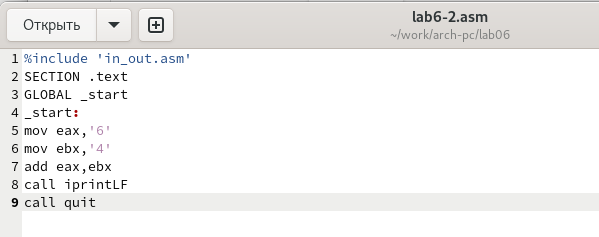 Открыть
lab6-2.asm
~/work/arch-pc/lab06
1 %include 'in_out.asm'
2 SECTION .text
3 GLOBAL _start
4 _start:
5 mov eax,'6'
6 mov ebx,'4'
7 add eax,ebx
8 call iprintLF
9 call quit